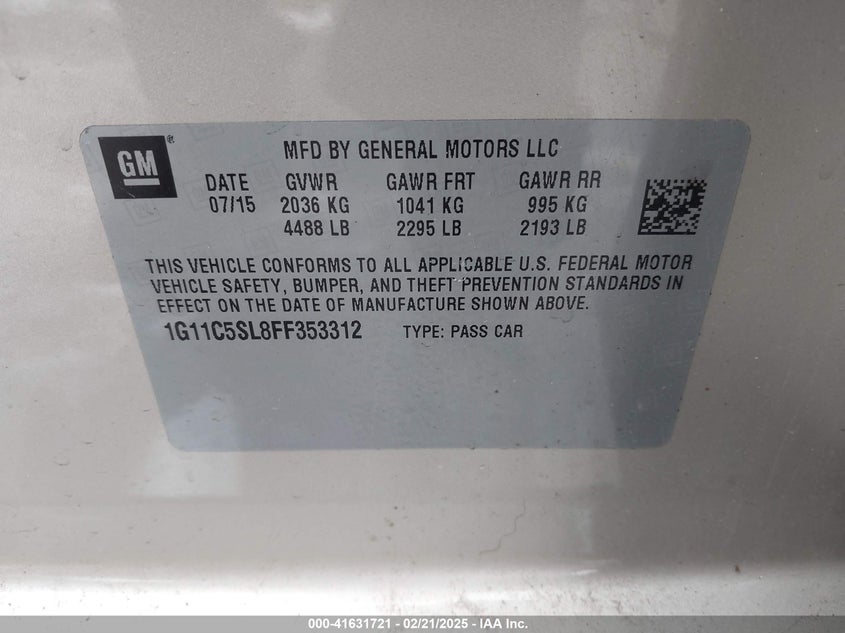 GM®
MFD BY GENERAL MOTORS LLC
DATE GVWR GAWR FRT GAWR RR
07/15 2036 KG 1041 KG 995 KG
4488 LB 2295 LB 2193 LB
THIS VEHICLE CONFORMS TO ALL APPLICABLE U.S. FEDERAL MOTOR
VEHICLE SAFETY, BUMPER, AND THEFT PREVENTION STANDARDS IN
EFFECT ON THE DATE OF MANUFACTURE SHOWN ABOVE.
1G11C5SL8FF353312 TYPE: PASS CAR
000-41631721 - 02/21/2025 - IAA Inc.